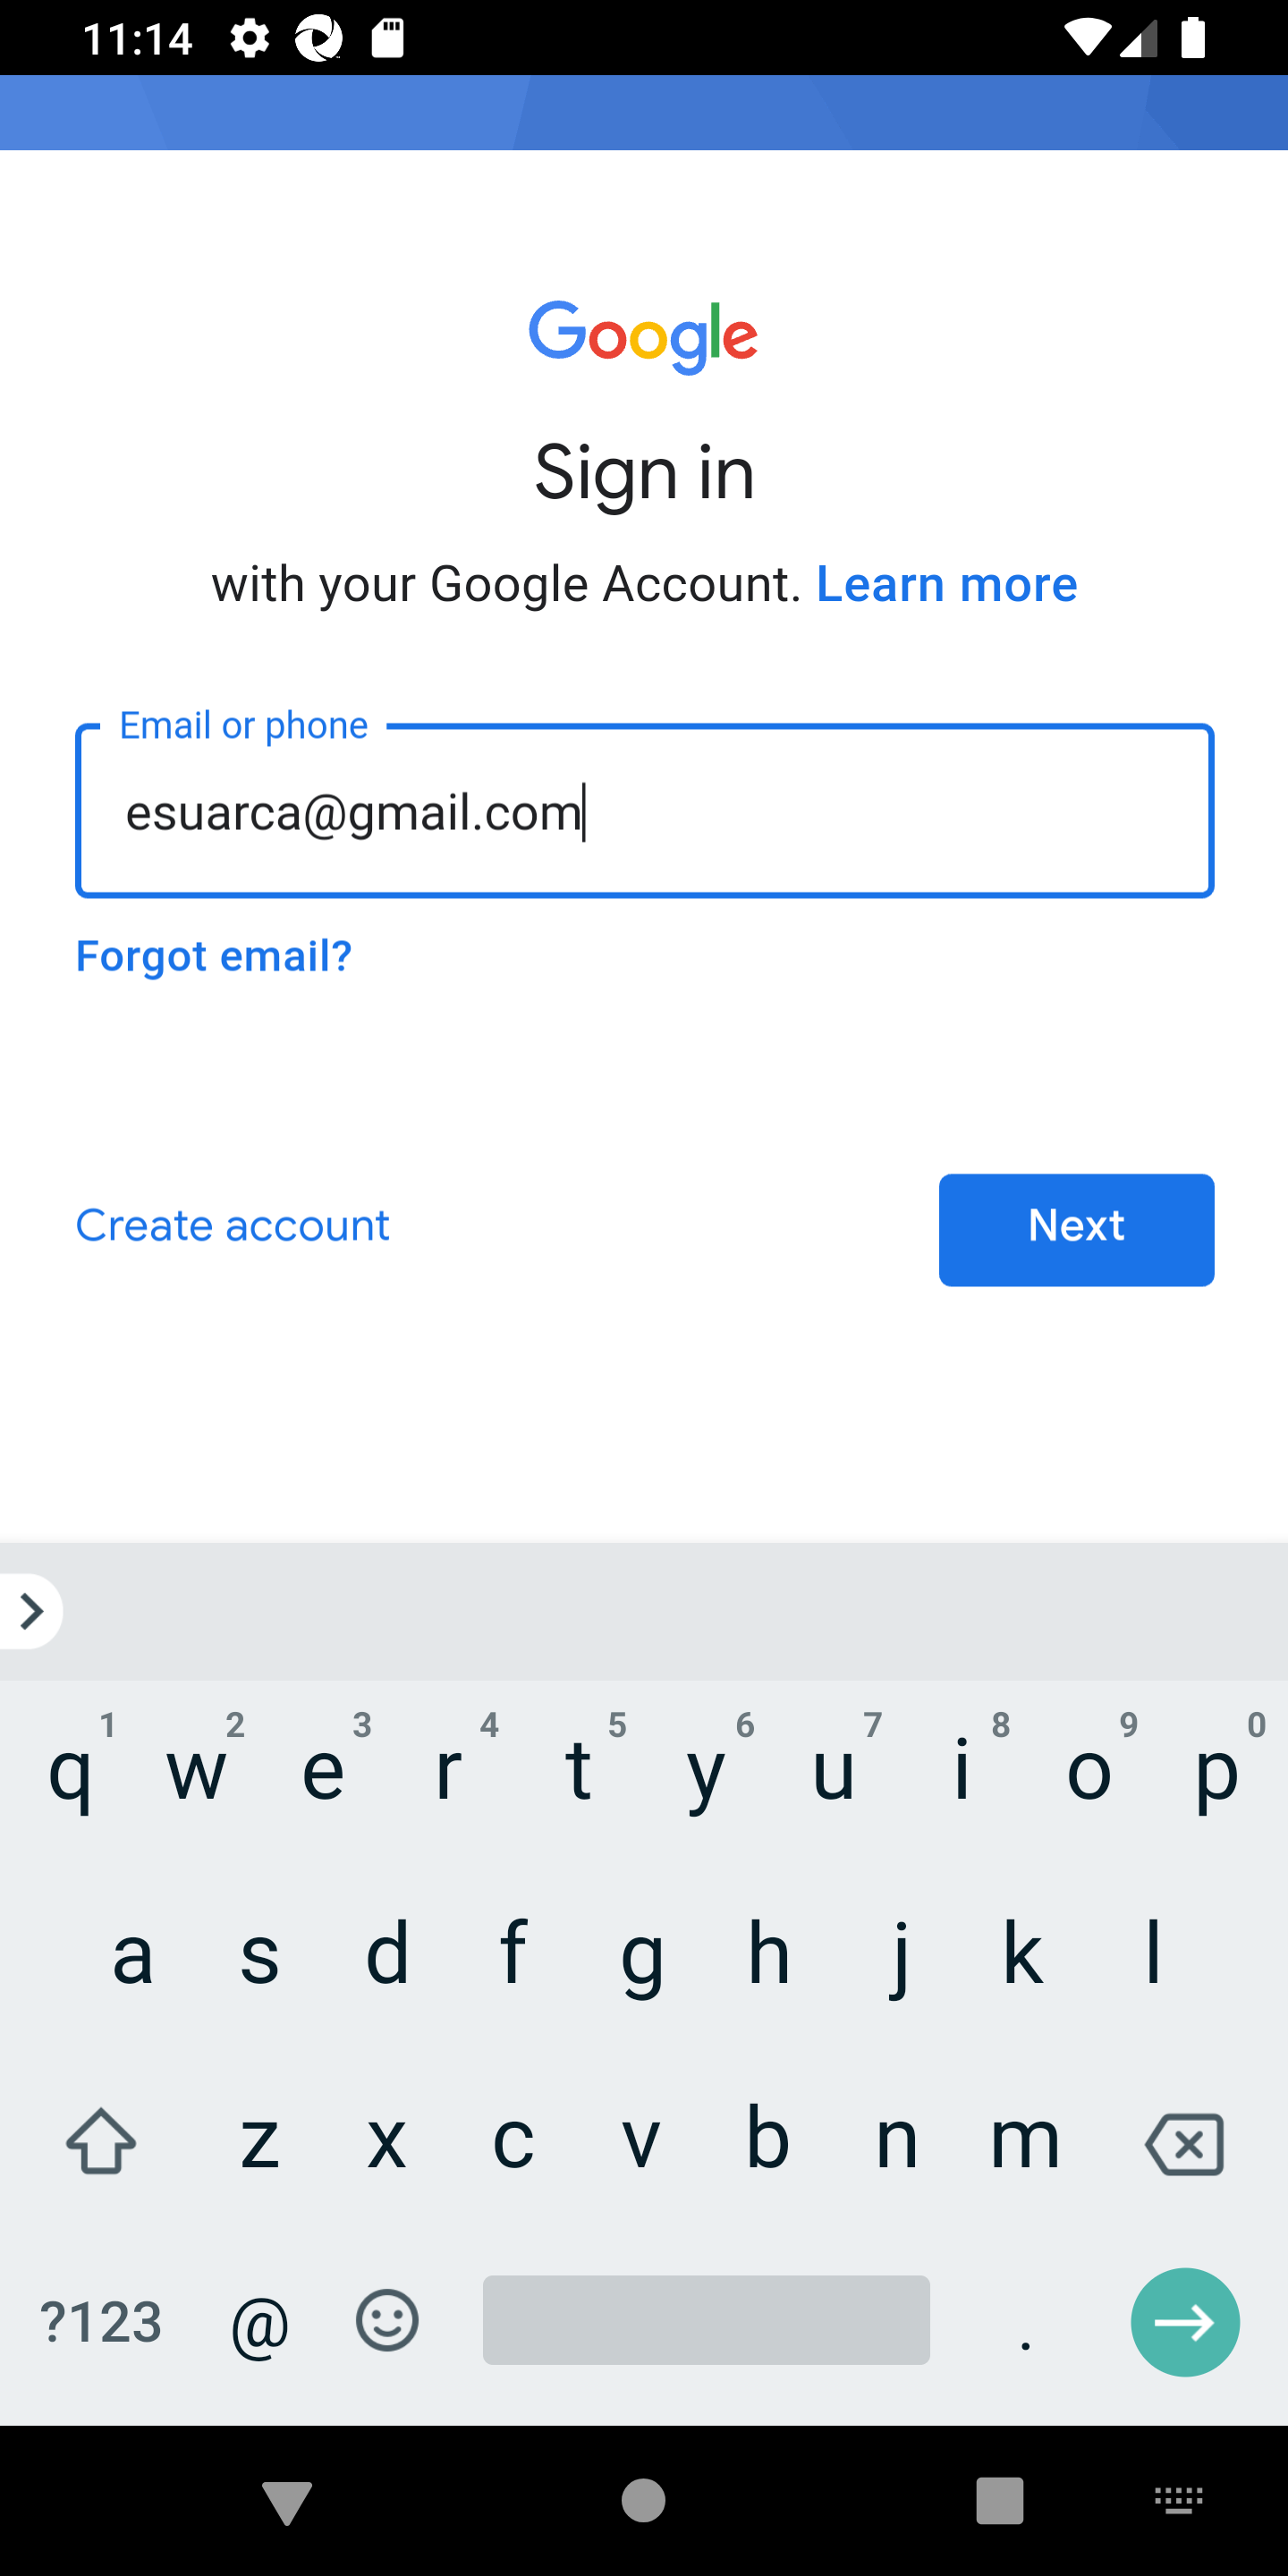 11:14
Google
Sign in
with your Google Account. Learn more
Email or phone
esuarca@gmail.com
Forgot email?
Create account
Next
1 2 3 4 5 6 7 8 9 0
q w e r t y u i o p
a s d f g h j k l
z x c v b n m
?123 @ .